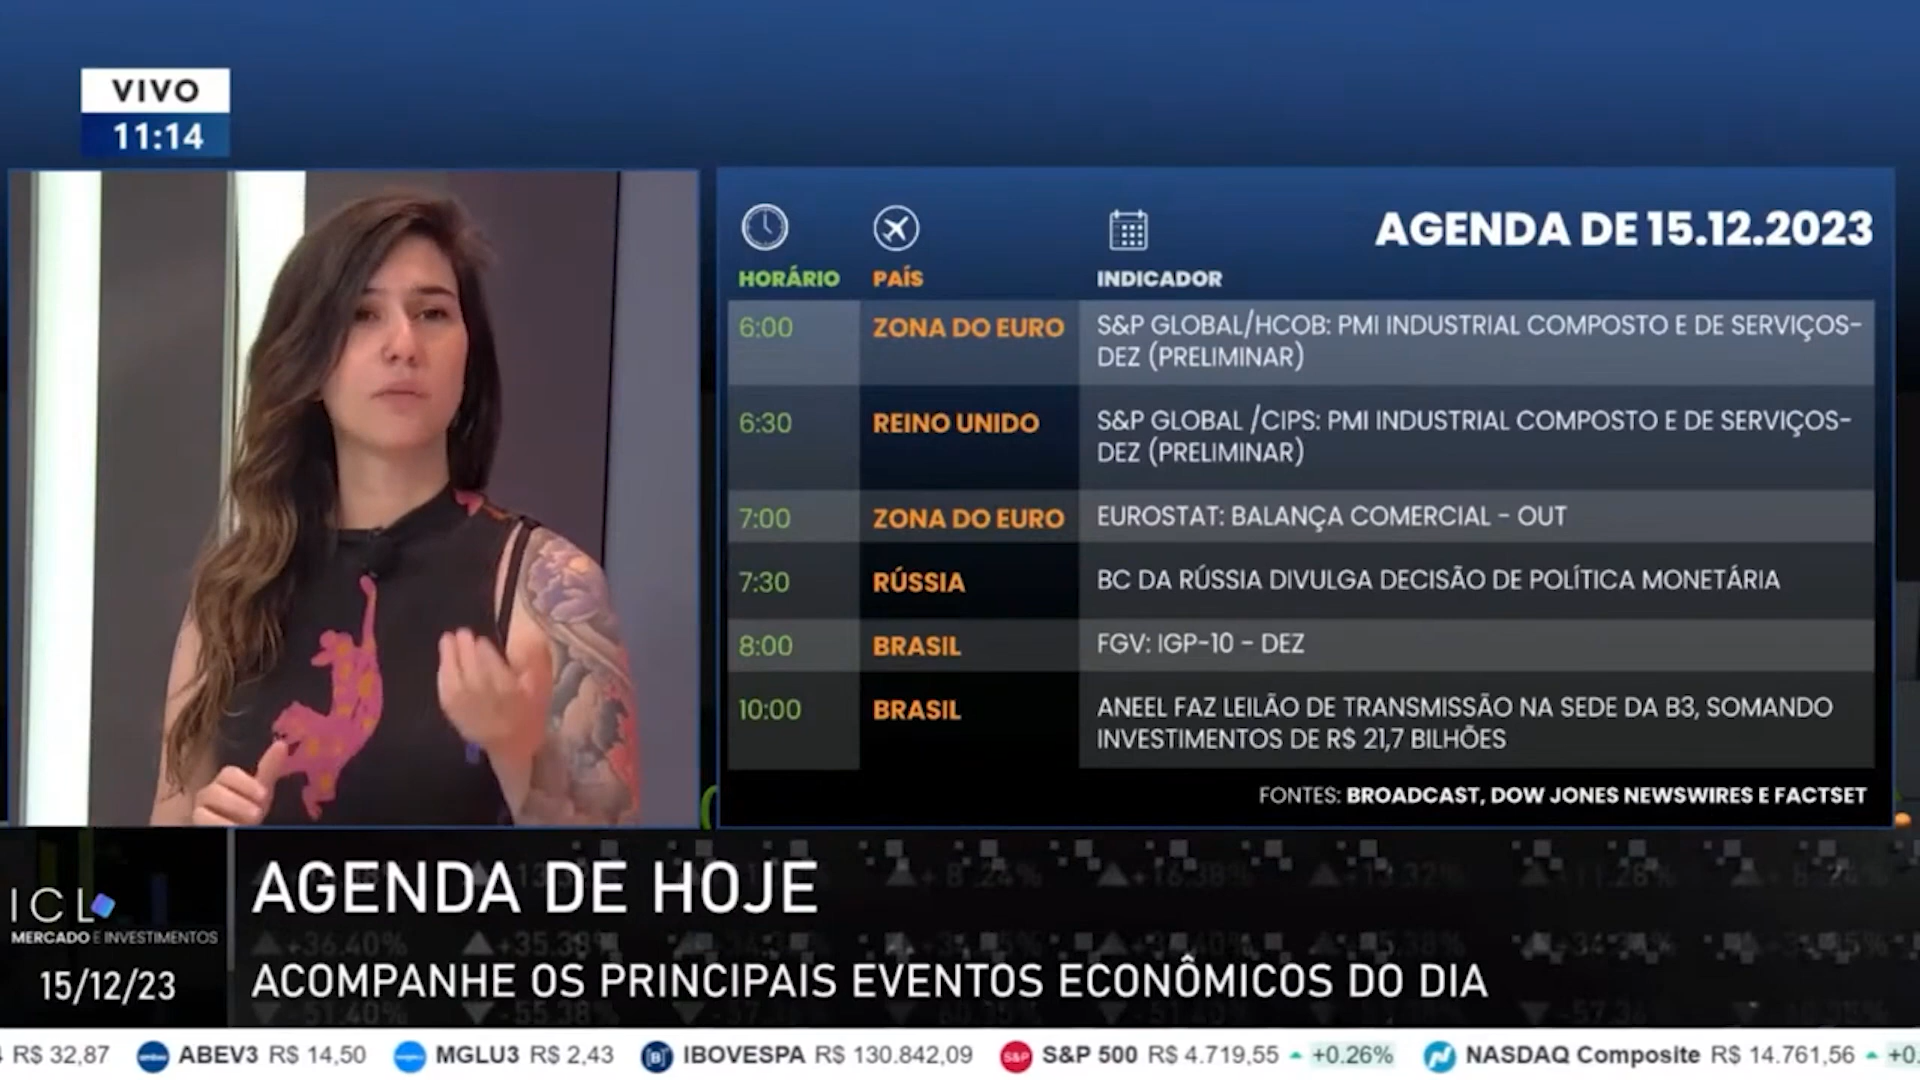 VIVO
11:14
AGENDA DE 15.12.2023
HORÁRIO PAÍS INDICADOR
6:00 ZONA DO EURO S&P GLOBAL/HCOB: PMI INDUSTRIAL COMPOSTO E DE SERVIÇOS-
DEZ (PRELIMINAR)
6:30 REINO UNIDO S&P GLOBAL /CIPS: PMI INDUSTRIAL COMPOSTO E DE SERVIÇOS-
DEZ (PRELIMINAR)
7:00 ZONA DO EURO EUROSTAT: BALANÇA COMERCIAL - OUT
7:30 RÚSSIA BC DA RÚSSIA DIVULGA DECISÃO DE POLÍTICA MONETÁRIA
8:00 BRASIL FGV: IGP-10 - DEZ
10:00 BRASIL ANEEL FAZ LEILÃO DE TRANSMISSÃO NA SEDE DA B3, SOMANDO
INVESTIMENTOS DE R$ 21,7 BILHÕES
FONTES: BROADCAST, DOW JONES NEWSWIRES E FACTSET
AGENDA DE HOJE
ICL
MERCADO E INVESTIMENTOS
15/12/23
ACOMPANHE OS PRINCIPAIS EVENTOS ECONÔMICOS DO DIA
R$ 32,87 ABEV3 R$ 14,50 MGLU3 R$ 2,43 IBOVESPA R$ 130.842,09 S&P S&P 500 R$ 4.719,55 +0.26% NASDAQ Composite R$ 14.761,56 +0.